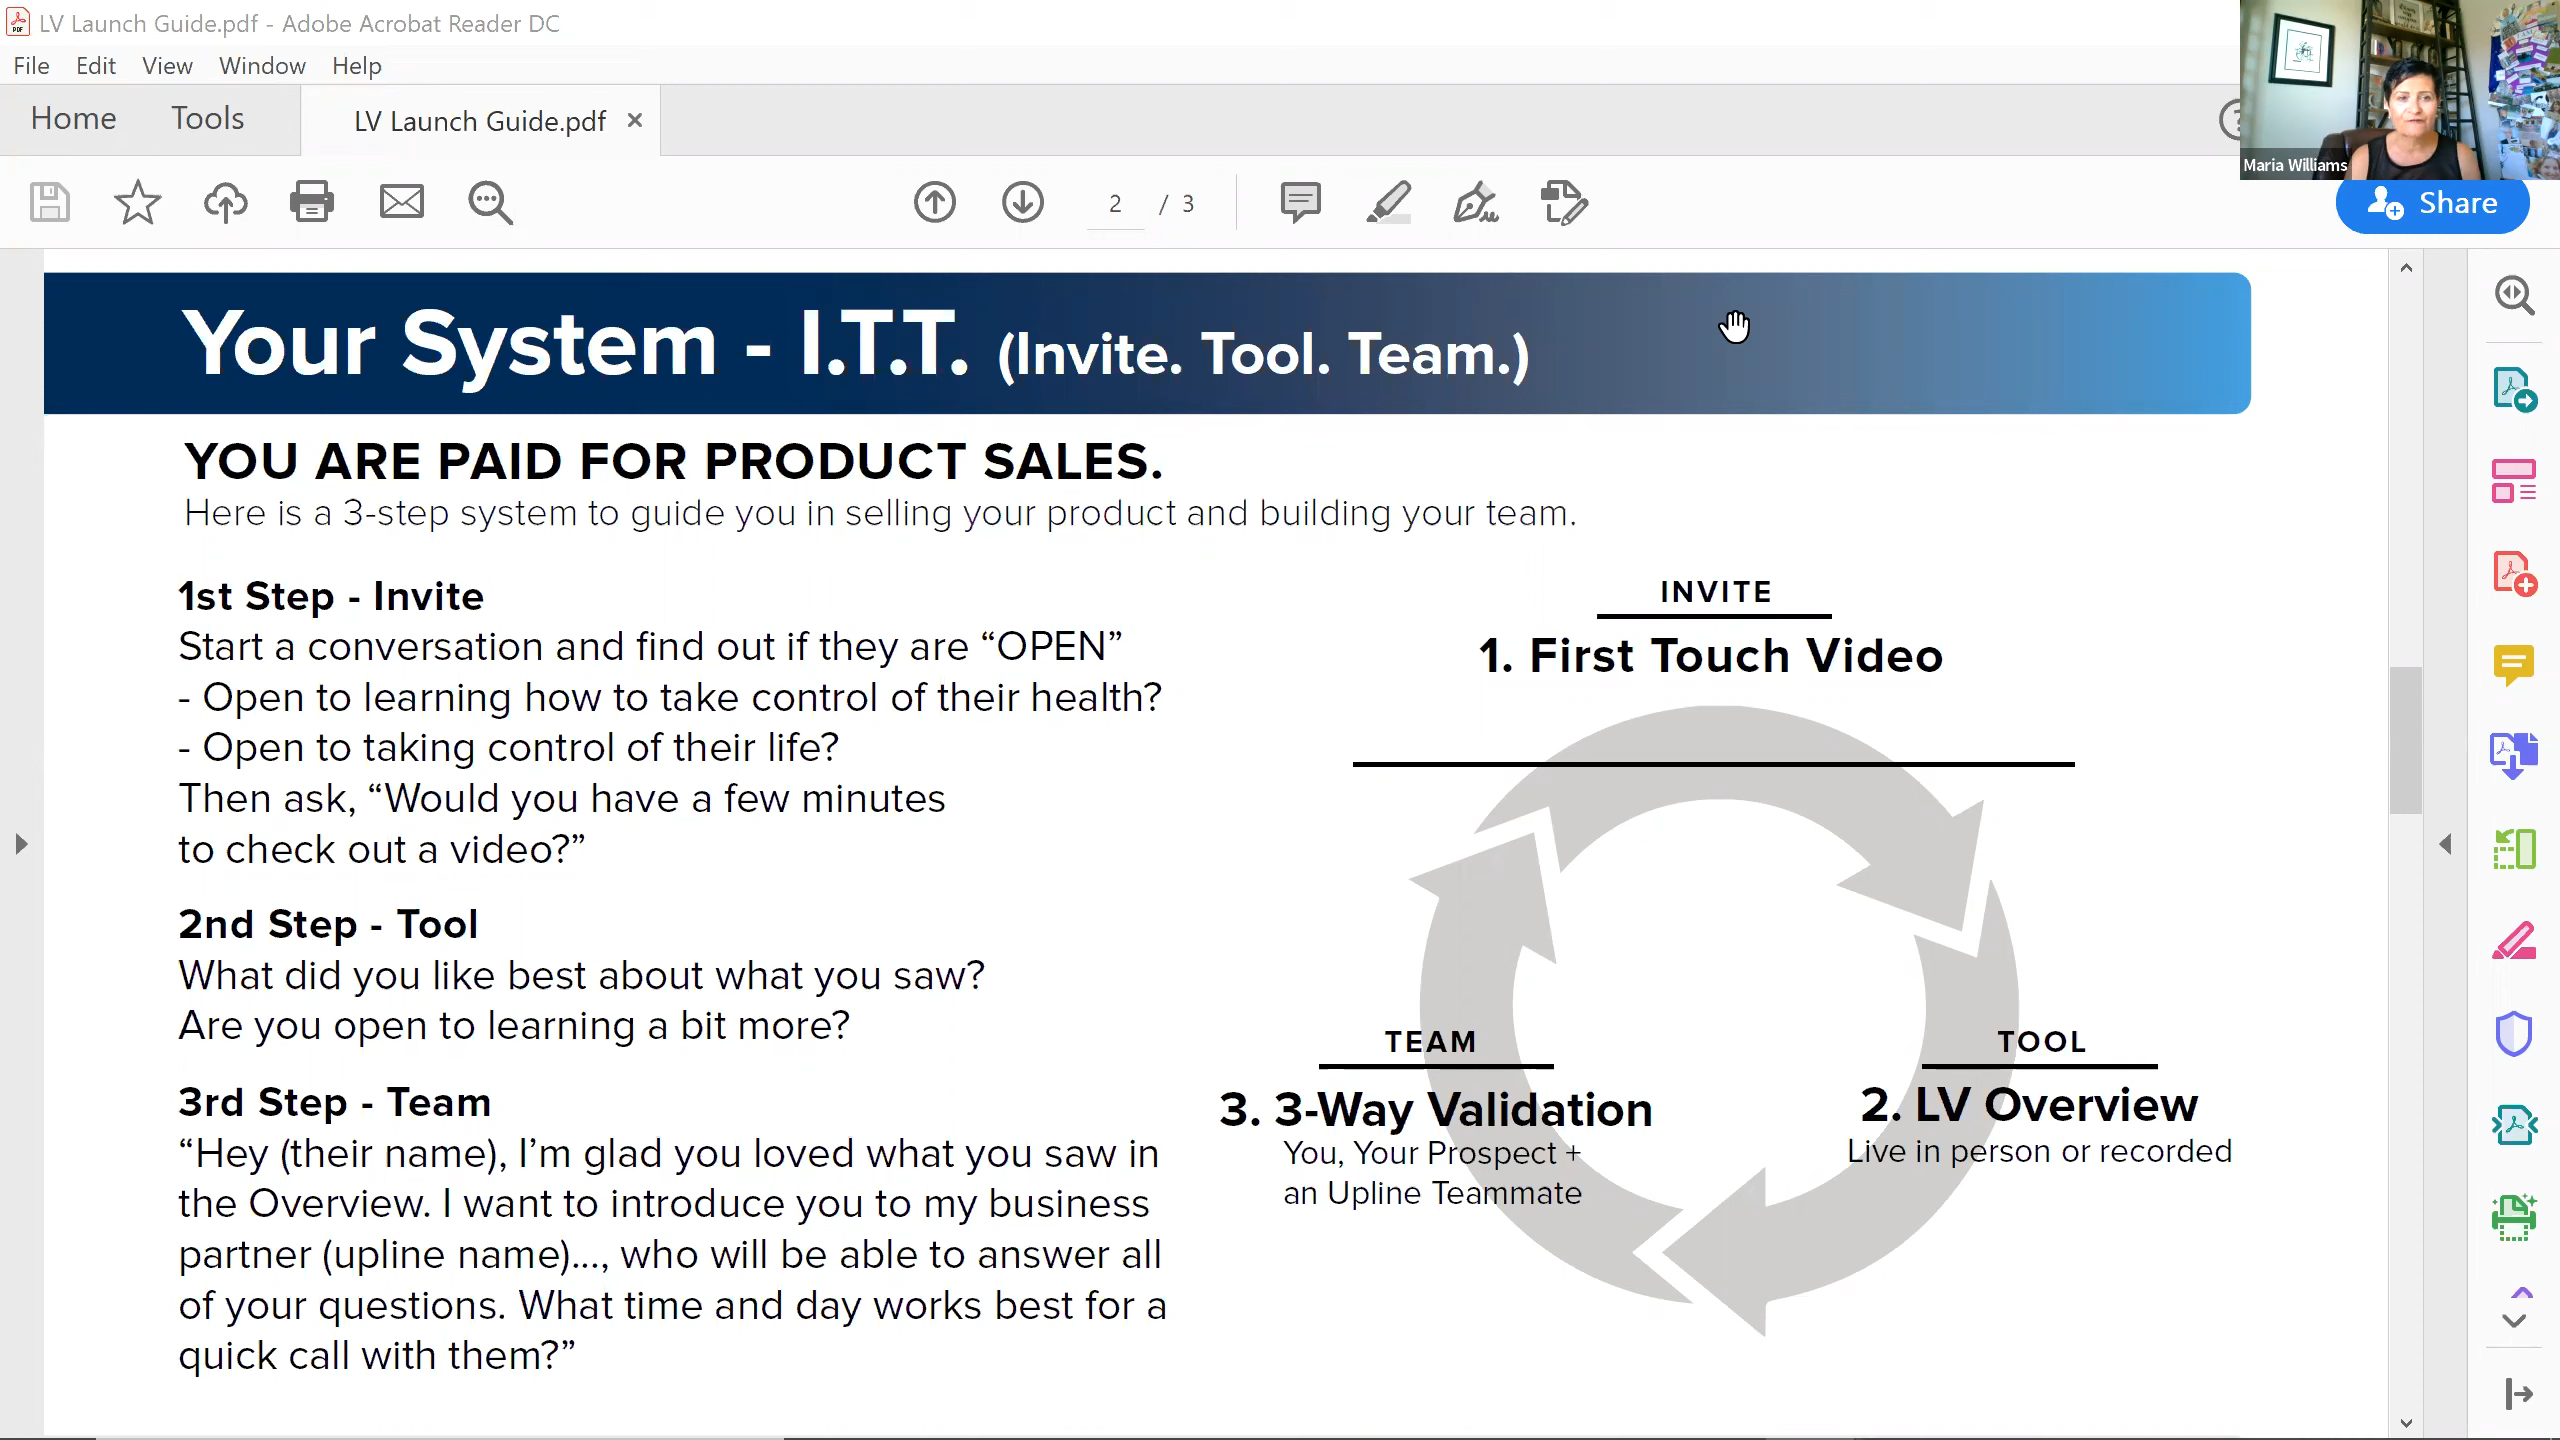 LV Launch Guide.pdf - Adobe Acrobat Reader DC
File Edit View Window Help
Home Tools LV Launch Guide.pdf ×
Maria Williams
2 / 3
Share
Your System - I.T.T. (Invite. Tool. Team.)
YOU ARE PAID FOR PRODUCT SALES.
Here is a 3-step system to guide you in selling your product and building your team.
1st Step - Invite
Start a conversation and find out if they are “OPEN”
- Open to learning how to take control of their health?
- Open to taking control of their life?
Then ask, “Would you have a few minutes
to check out a video?”
2nd Step - Tool
What did you like best about what you saw?
Are you open to learning a bit more?
3rd Step - Team
“Hey (their name), I’m glad you loved what you saw in
the Overview. I want to introduce you to my business
partner (upline name)..., who will be able to answer all
of your questions. What time and day works best for a
quick call with them?”
INVITE
1. First Touch Video
TEAM
3. 3-Way Validation
You, Your Prospect +
an Upline Teammate
TOOL
2. LV Overview
Live in person or recorded